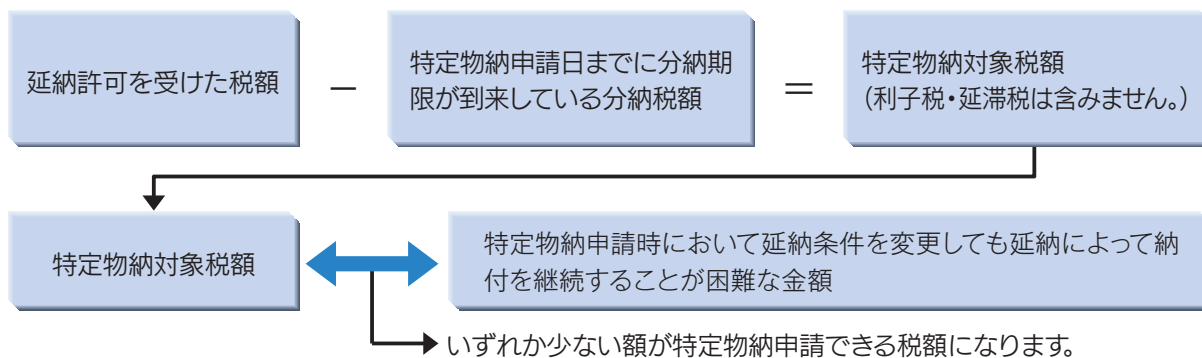 延納許可を受けた税額
−
特定物納申請日までに分納期
限が到来している分納税額
＝
特定物納対象税額
（利子税・延滞税は含みません。）
特定物納対象税額
特定物納申請時において延納条件を変更しても延納によって納
付を継続することが困難な金額
いずれか少ない額が特定物納申請できる税額になります。